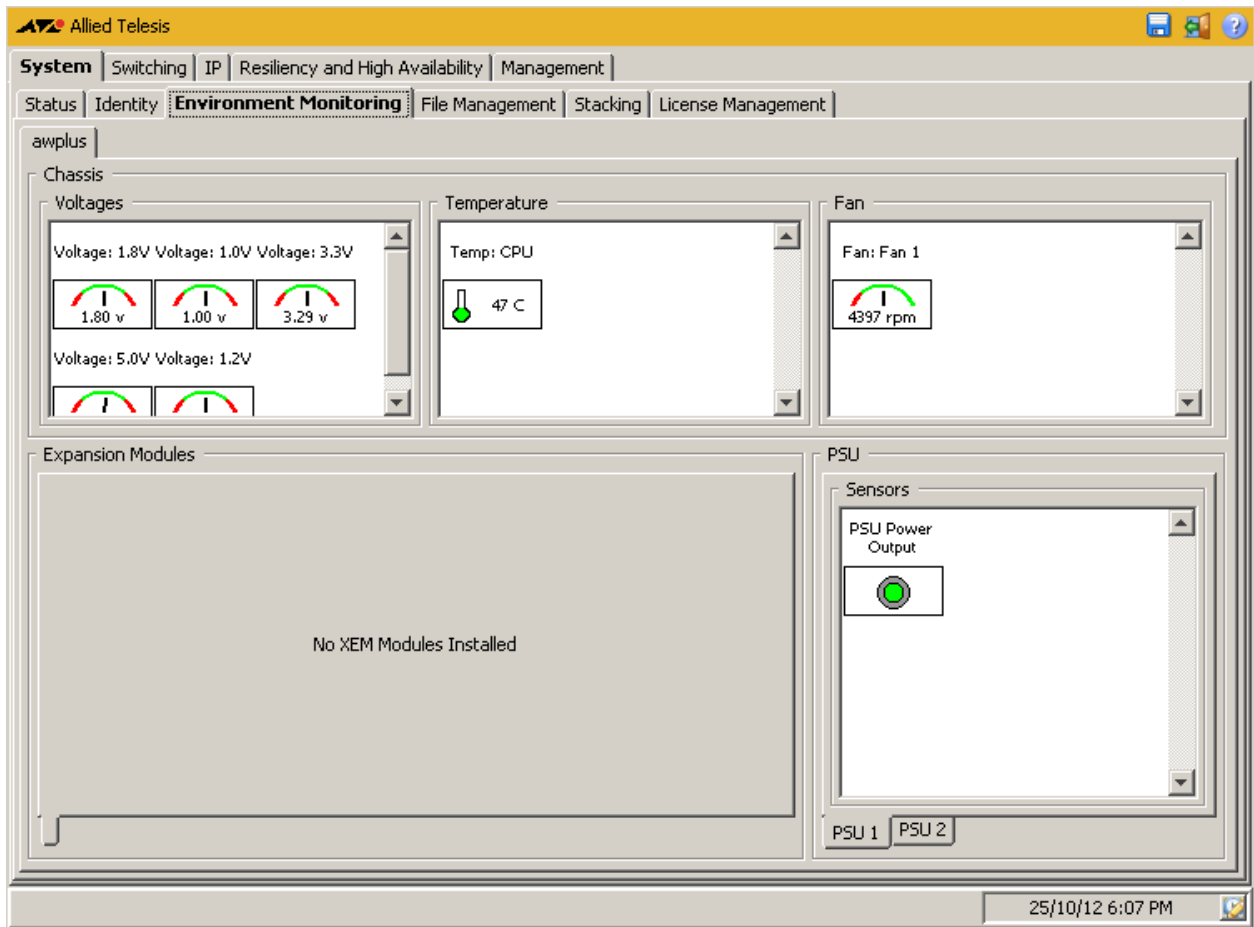 Allied Telesis
System Switching IP Resiliency and High Availability Management
Status Identity Environment Monitoring File Management Stacking License Management
awplus
Chassis
Voltages
Voltage: 1.8V Voltage: 1.0V Voltage: 3.3V
1.80 v 1.00 v 3.29 v
Voltage: 5.0V Voltage: 1.2V
Temperature
Temp: CPU
47 C
Fan
Fan: Fan 1
4397 rpm
Expansion Modules
No XEM Modules Installed
PSU
Sensors
PSU Power
Output
PSU 1 PSU 2
25/10/12 6:07 PM